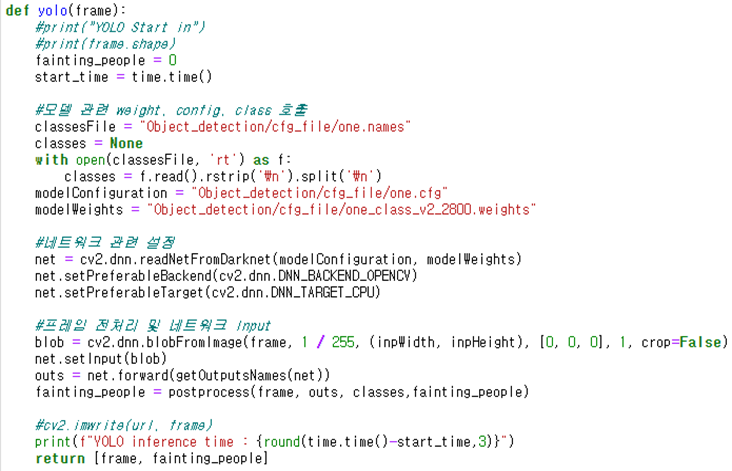 def yolo(frame):
    #print("YOLO Start in")
    #print(frame.shape)
    fainting_people = 0
    start_time = time.time()

    #모델 관련 weight, config, class 호출
    classesFile = "Object_detection/cfg_file/one.names"
    classes = None
    with open(classesFile, 'rt') as f:
        classes = f.read().rstrip('₩n').split('₩n')
    modelConfiguration = "Object_detection/cfg_file/one.cfg"
    modelWeights = "Object_detection/cfg_file/one_class_v2_2800.weights"

    #네트워크 관련 설정
    net = cv2.dnn.readNetFromDarknet(modelConfiguration, modelWeights)
    net.setPreferableBackend(cv2.dnn.DNN_BACKEND_OPENCV)
    net.setPreferableTarget(cv2.dnn.DNN_TARGET_CPU)

    #프레임 전처리 및 네트워크 Input
    blob = cv2.dnn.blobFromImage(frame, 1 / 255, (inpWidth, inpHeight), [0, 0, 0], 1, crop=False)
    net.setInput(blob)
    outs = net.forward(getOutputsNames(net))
    fainting_people = postprocess(frame, outs, classes,fainting_people)

    #cv2.imwrite(url, frame)
    print(f"YOLO inference time : {round(time.time()-start_time,3)}")
    return [frame, fainting_people]